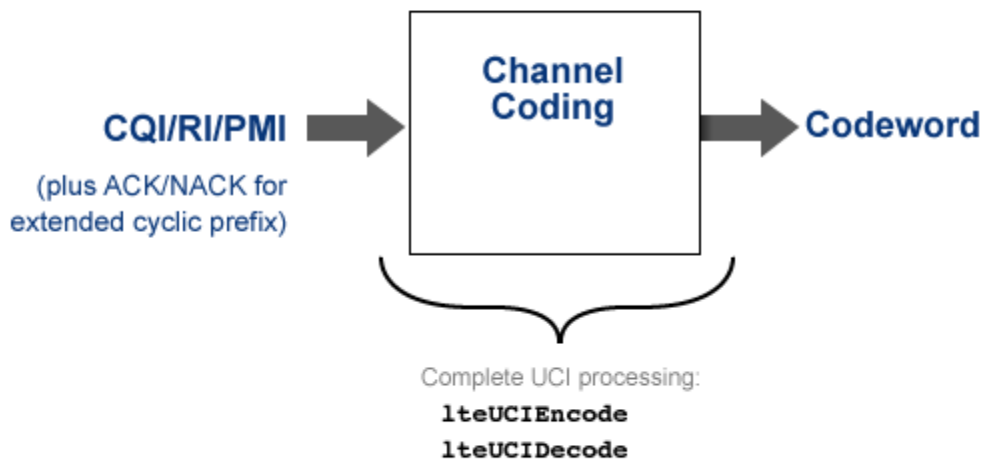 Channel
Coding
CQI/RI/PMI
Codeword
(plus ACK/NACK for
extended cyclic prefix)
Complete UCI processing:
lteUCIEncode
lteUCIDecode